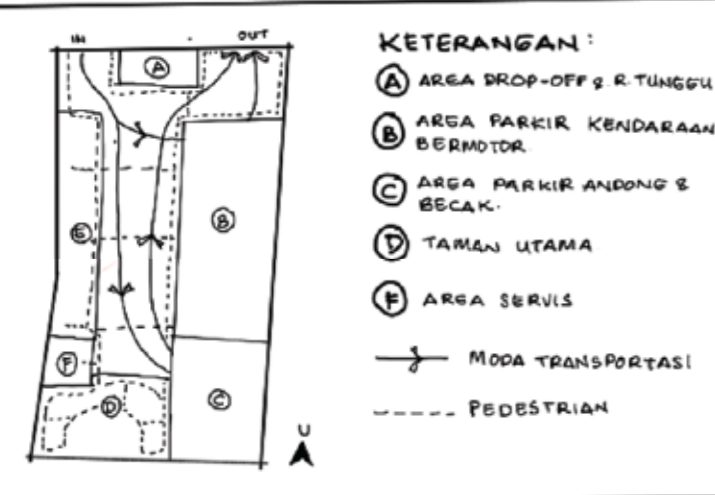 IN
OUT
A
E
B
F
D
C
U
KETERANGAN :
A AREA DROP-OFF & R. TUNGGU
B AREA PARKIR KENDARAAN
BERMOTOR
C AREA PARKIR ANDONG &
BECAK.
D TAMAN UTAMA
F AREA SERVIS
MODA TRANSPORTASI
PEDESTRIAN